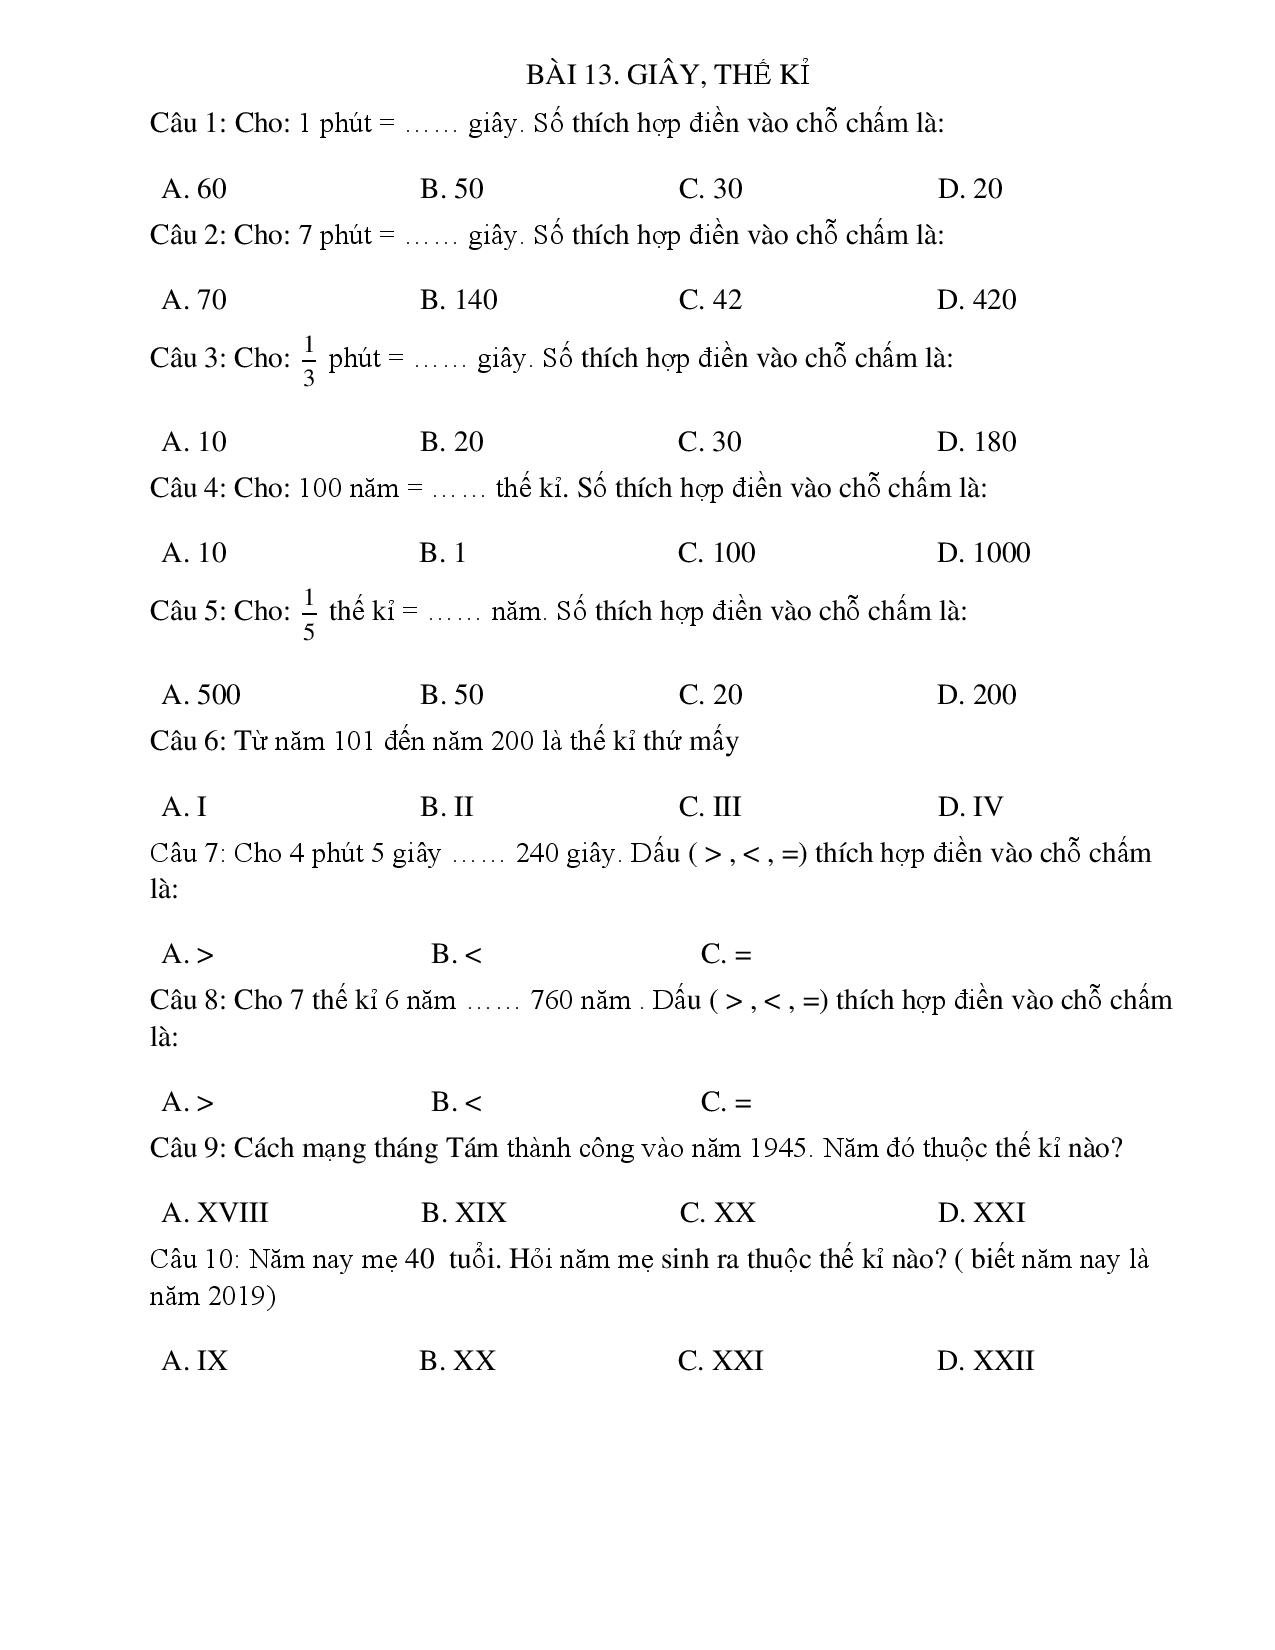 BÀI 13. GIÂY, THẾ KỈ
Câu 1: Cho: 1 phút = …… giây. Số thích hợp điền vào chỗ chấm là:
A. 60 B. 50 C. 30 D. 20
Câu 2: Cho: 7 phút = …… giây. Số thích hợp điền vào chỗ chấm là:
A. 70 B. 140 C. 42 D. 420
Câu 3: Cho: 1/3 phút = …… giây. Số thích hợp điền vào chỗ chấm là:
A. 10 B. 20 C. 30 D. 180
Câu 4: Cho: 100 năm = …… thế kỉ. Số thích hợp điền vào chỗ chấm là:
A. 10 B. 1 C. 100 D. 1000
Câu 5: Cho: 1/5 thế kỉ = …… năm. Số thích hợp điền vào chỗ chấm là:
A. 500 B. 50 C. 20 D. 200
Câu 6: Từ năm 101 đến năm 200 là thế kỉ thứ mấy
A. I B. II C. III D. IV
Câu 7: Cho 4 phút 5 giây …… 240 giây. Dấu ( > , < , =) thích hợp điền vào chỗ chấm
là:
A. > B. < C. =
Câu 8: Cho 7 thế kỉ 6 năm …… 760 năm . Dấu ( > , < , =) thích hợp điền vào chỗ chấm
là:
A. > B. < C. =
Câu 9: Cách mạng tháng Tám thành công vào năm 1945. Năm đó thuộc thế kỉ nào?
A. XVIII B. XIX C. XX D. XXI
Câu 10: Năm nay mẹ 40 tuổi. Hỏi năm mẹ sinh ra thuộc thế kỉ nào? ( biết năm nay là
năm 2019)
A. IX B. XX C. XXI D. XXII